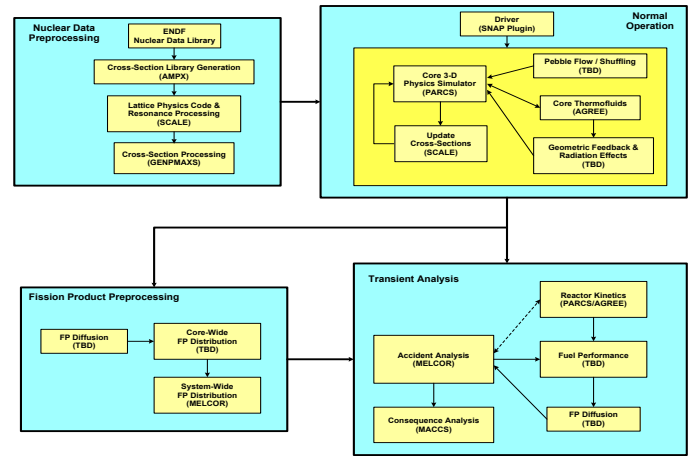 Nuclear Data
Preprocessing
ENDF
Nuclear Data Library
Cross-Section Library Generation
(AMPX)
Lattice Physics Code &
Resonance Processing
(SCALE)
Cross-Section Processing
(GENPMAXS)
Normal
Operation
Driver
(SNAP Plugin)
Core 3-D
Physics Simulator
(PARCS)
Update
Cross-Sections
(SCALE)
Pebble Flow / Shuffling
(TBD)
Core Thermofluids
(AGREE)
Geometric Feedback &
Radiation Effects
(TBD)
Fission Product Preprocessing
FP Diffusion
(TBD)
Core-Wide
FP Distribution
(TBD)
System-Wide
FP Distribution
(MELCOR)
Transient Analysis
Reactor Kinetics
(PARCS/AGREE)
Accident Analysis
(MELCOR)
Fuel Performance
(TBD)
Consequence Analysis
(MACCS)
FP Diffusion
(TBD)